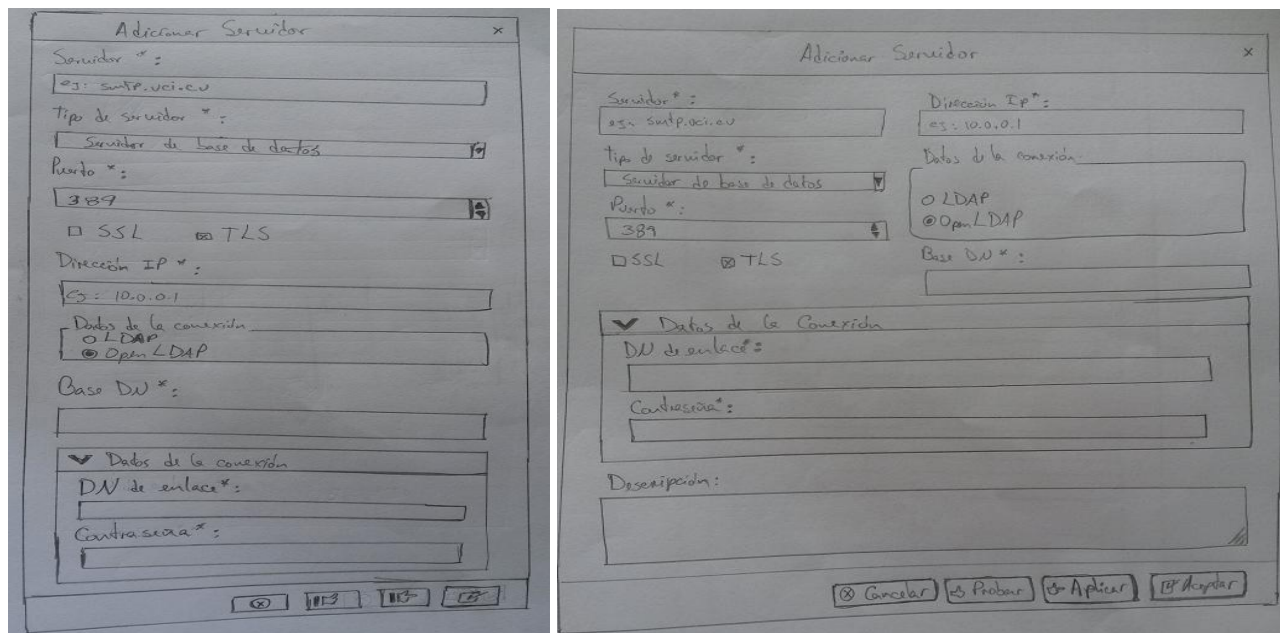 Adicionar Servidor x
Servidor *:
ej: smtp.uci.cu
Tipo de servidor *:
Servidor de base de datos
Puerto *:
389
SSL TLS
Dirección IP *:
ej: 10.0.0.1
Datos de la conexión
LDAP
Open LDAP
Base DN *:
Datos de la conexión
DN de enlace*:
Contraseña*:
Adicionar Servidor x
Servidor*:
ej: smtp.uci.cu
Tipo de servidor *:
Servidor de base de datos
Puerto *:
389
SSL TLS
Dirección Ip*:
ej: 10.0.0.1
Datos de la conexión
LDAP
Open LDAP
Base DN*:
Datos de la Conexión
DN de enlace*:
Contraseña*:
Descripción:
Cancelar Probar Aplicar Aceptar